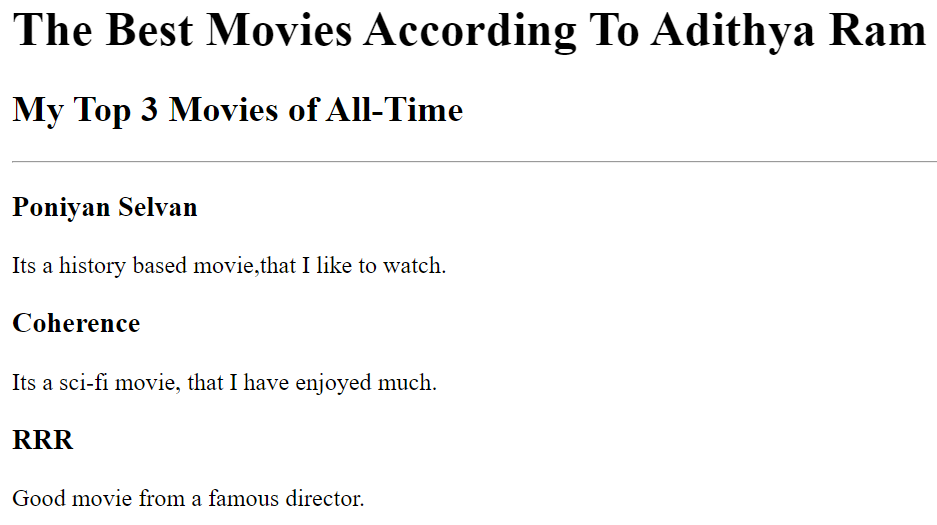 The Best Movies According To Adithya Ram
My Top 3 Movies of All-Time
Poniyan Selvan
Its a history based movie,that I like to watch.
Coherence
Its a sci-fi movie, that I have enjoyed much.
RRR
Good movie from a famous director.